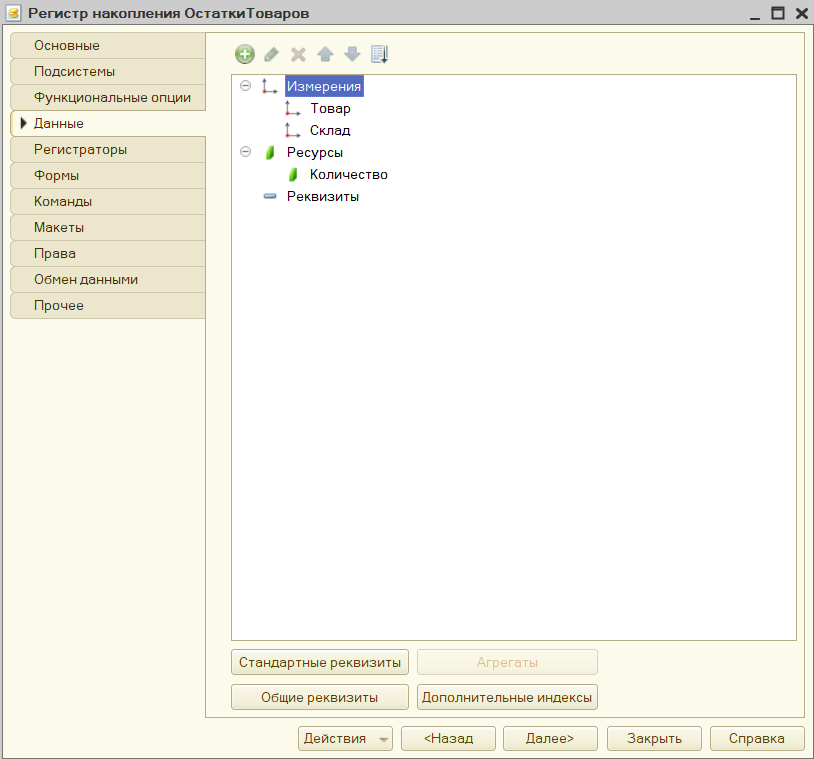 Регистр накопления ОстаткиТоваров
Основные
Подсистемы
Функциональные опции
Данные
Регистраторы
Формы
Команды
Макеты
Права
Обмен данными
Прочее
Измерения
Товар
Склад
Ресурсы
Количество
Реквизиты
Стандартные реквизиты
Агрегаты
Общие реквизиты
Дополнительные индексы
Действия
<Назад
Далее>
Закрыть
Справка